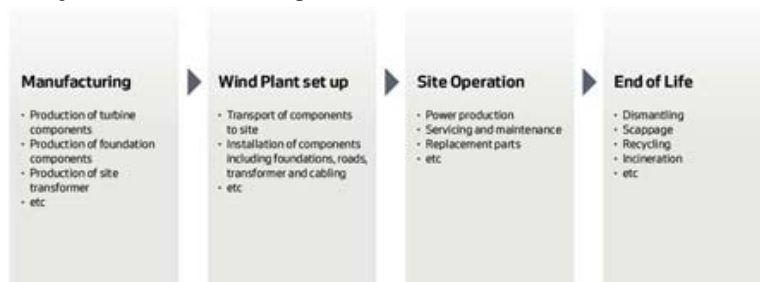 Manufacturing
· Production of turbine
components
· Production of foundation
components
· Production of site
transformer
· etc
Wind Plant set up
· Transport of components
to site
· Installation of components
including foundations, roads,
transformer and cabling
· etc
Site Operation
· Power production
· Servicing and maintenance
· Replacement parts
· etc
End of Life
· Dismantling
· Scappage
· Recycling
· Incineration
· etc